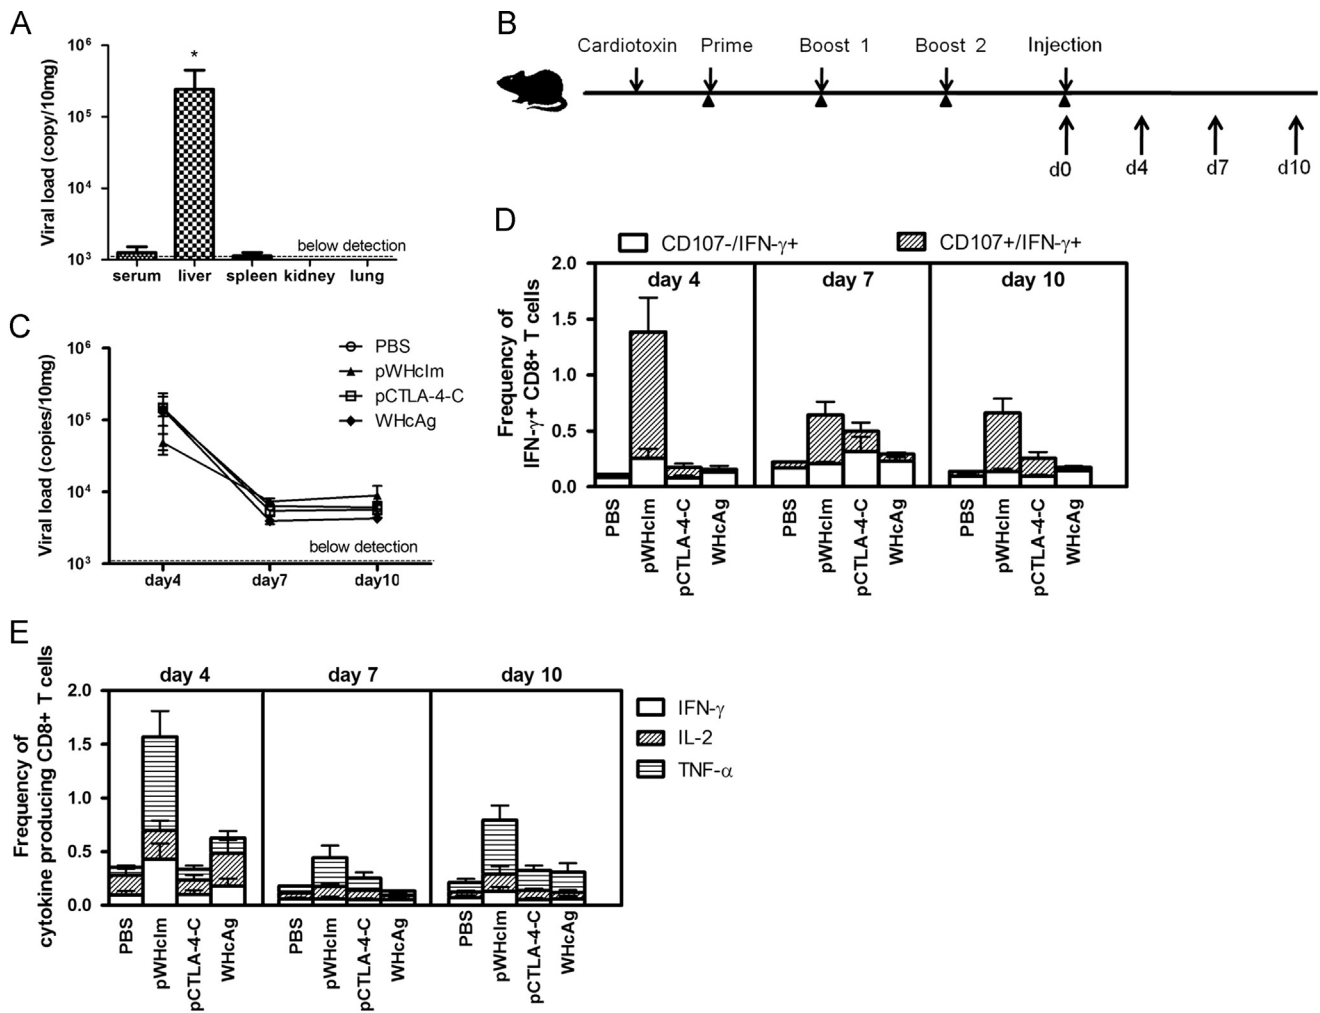 A
Viral load (copy/10mg)
10⁶
10⁵
10⁴
10³
*
below detection
serum liver spleen kidney lung
B
Cardiotoxin Prime Boost 1 Boost 2 Injection
d0 d4 d7 d10
C
Viral load (copies/10mg)
10⁶
10⁵
10⁴
10³
PBS
pWHcIm
pCTLA-4-C
WHcAg
below detection
day4 day7 day10
D
CD107-/IFN-γ+ CD107+/IFN-γ+
Frequency of
IFN-γ+ CD8+ T cells
2.0
1.5
1.0
0.5
0.0
day 4 day 7 day 10
PBS pWHcIm pCTLA-4-C WHcAg PBS pWHcIm pCTLA-4-C WHcAg PBS pWHcIm pCTLA-4-C WHcAg
E
Frequency of
cytokine producing CD8+ T cells
day 4 day 7 day 10
2.0
1.5
1.0
0.5
0.0
IFN-γ
IL-2
TNF-α
PBS pWHcIm pCTLA-4-C WHcAg PBS pWHcIm pCTLA-4-C WHcAg PBS pWHcIm pCTLA-4-C WHcAg